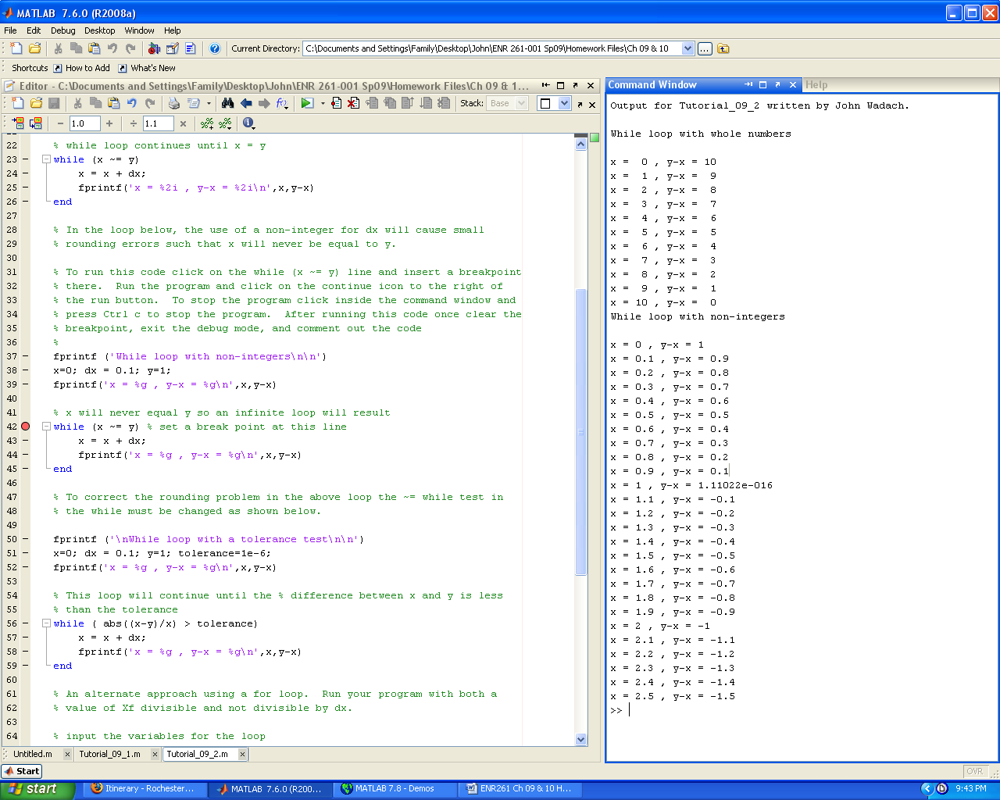 MATLAB 7.6.0 (R2008a)
File Edit Debug Desktop Window Help
Current Directory: C:\Documents and Settings\Family\Desktop\John\ENR 261-001 Sp09\Homework Files\Ch 09 & 10
Shortcuts How to Add What's New
Editor - C:\Documents and Settings\Family\Desktop\John\ENR 261-001 Sp09\Homework Files\Ch 09 & 1...
Stack: Base
1.0 1.1
22 % while loop continues until x = y
23 while (x ~= y)
24 x = x + dx;
25 fprintf('x = %2i , y-x = %2i\n',x,y-x)
26 end
27
28 % In the loop below, the use of a non-integer for dx will cause small
29 % rounding errors such that x will never be equal to y.
30
31 % To run this code click on the while (x ~= y) line and insert a breakpoint
32 % there.  Run the program and click on the continue icon to the right of
33 % the run button.  To stop the program click inside the command window and
34 % press Ctrl c to stop the program.  After running this code once clear the
35 % breakpoint, exit the debug mode, and comment out the code
36 %
37 fprintf ('While loop with non-integers\n\n')
38 x=0; dx = 0.1; y=1;
39 fprintf('x = %g , y-x = %g\n',x,y-x)
40
41 % x will never equal y so an infinite loop will result
42 while (x ~= y) % set a break point at this line
43 x = x + dx;
44 fprintf('x = %g , y-x = %g\n',x,y-x)
45 end
46
47 % To correct the rounding problem in the above loop the ~= while test in
48 % the while must be changed as shown below.
49
50 fprintf ('\nWhile loop with a tolerance test\n\n')
51 x=0; dx = 0.1; y=1; tolerance=1e-6;
52 fprintf('x = %g , y-x = %g\n',x,y-x)
53
54 % This loop will continue until the % difference between x and y is less
55 % than the tolerance
56 while ( abs((x-y)/x) > tolerance)
57 x = x + dx;
58 fprintf('x = %g , y-x = %g\n',x,y-x)
59 end
60
61 % An alternate approach using a for loop.  Run your program with both a
62 % value of Xf divisible and not divisible by dx.
63
64 % input the variables for the loop
Untitled.m Tutorial_09_1.m Tutorial_09_2.m
Command Window Help
Output for Tutorial_09_2 written by John Wadach.
While loop with whole numbers
x =  0 , y-x = 10
x =  1 , y-x =  9
x =  2 , y-x =  8
x =  3 , y-x =  7
x =  4 , y-x =  6
x =  5 , y-x =  5
x =  6 , y-x =  4
x =  7 , y-x =  3
x =  8 , y-x =  2
x =  9 , y-x =  1
x = 10 , y-x =  0
While loop with non-integers
x = 0 , y-x = 1
x = 0.1 , y-x = 0.9
x = 0.2 , y-x = 0.8
x = 0.3 , y-x = 0.7
x = 0.4 , y-x = 0.6
x = 0.5 , y-x = 0.5
x = 0.6 , y-x = 0.4
x = 0.7 , y-x = 0.3
x = 0.8 , y-x = 0.2
x = 0.9 , y-x = 0.1
x = 1 , y-x = 1.11022e-016
x = 1.1 , y-x = -0.1
x = 1.2 , y-x = -0.2
x = 1.3 , y-x = -0.3
x = 1.4 , y-x = -0.4
x = 1.5 , y-x = -0.5
x = 1.6 , y-x = -0.6
x = 1.7 , y-x = -0.7
x = 1.8 , y-x = -0.8
x = 1.9 , y-x = -0.9
x = 2 , y-x = -1
x = 2.1 , y-x = -1.1
x = 2.2 , y-x = -1.2
x = 2.3 , y-x = -1.3
x = 2.4 , y-x = -1.4
x = 2.5 , y-x = -1.5
>>
Start OVR
start Itinerary - Rochester... MATLAB 7.6.0 (R200... MATLAB 7.8 - Demos ENR261 Ch 09 & 10 H... 9:43 PM